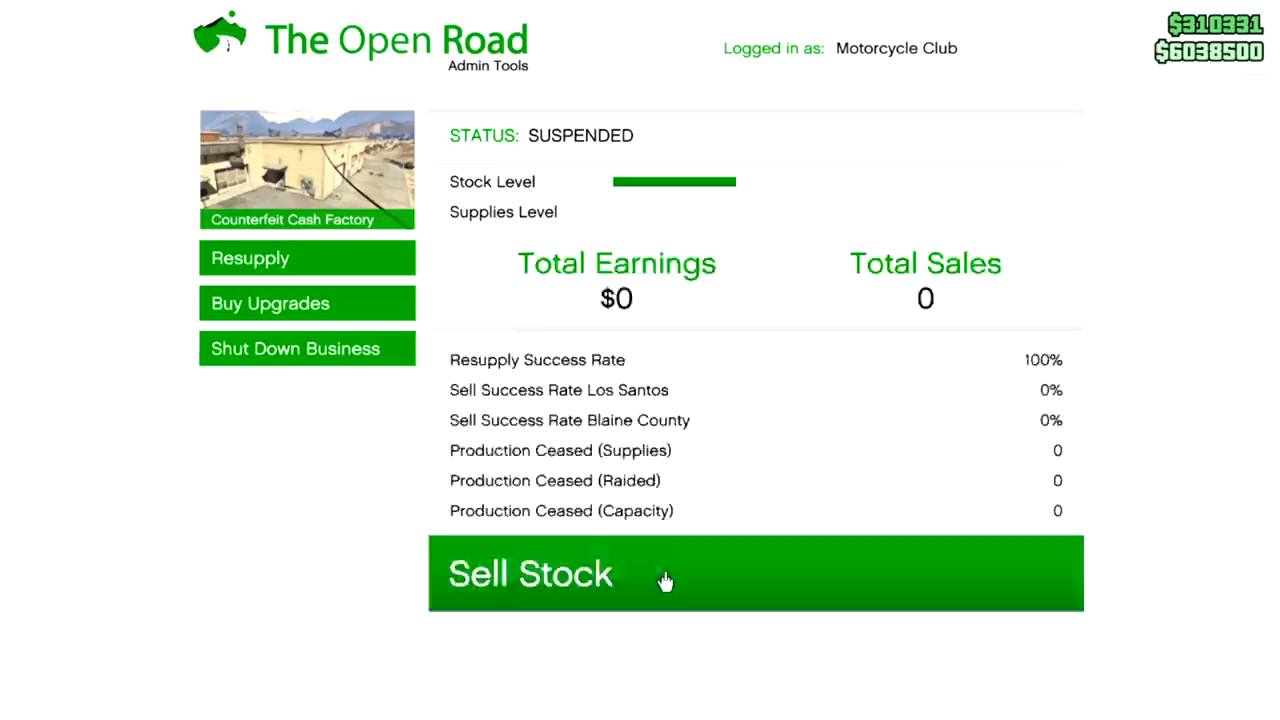 The Open Road
Admin Tools
Logged in as: Motorcycle Club
$310331
$6038500
Counterfeit Cash Factory
Resupply
Buy Upgrades
Shut Down Business
STATUS: SUSPENDED
Stock Level
Supplies Level
Total Earnings
$0
Total Sales
0
Resupply Success Rate 100%
Sell Success Rate Los Santos 0%
Sell Success Rate Blaine County 0%
Production Ceased (Supplies) 0
Production Ceased (Raided) 0
Production Ceased (Capacity) 0
Sell Stock